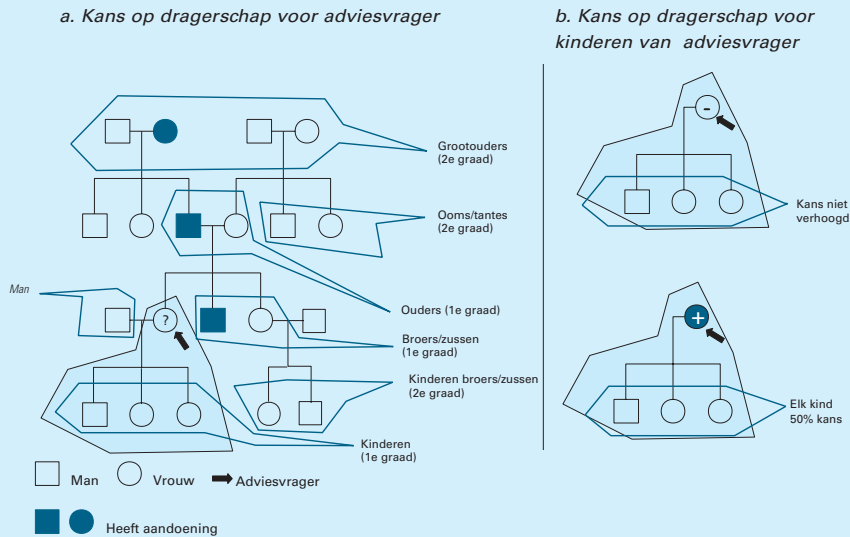 a. Kans op dragerschap voor adviesvrager
b. Kans op dragerschap voor
kinderen van adviesvrager
Grootouders
(2e graad)
Ooms/tantes
(2e graad)
Man
?
Ouders (1e graad)
Broers/zussen
(1e graad)
Kinderen broers/zussen
(2e graad)
Kinderen
(1e graad)
-
Kans niet
verhoogd
+
Elk kind
50% kans
Man
Vrouw
Adviesvrager
Heeft aandoening